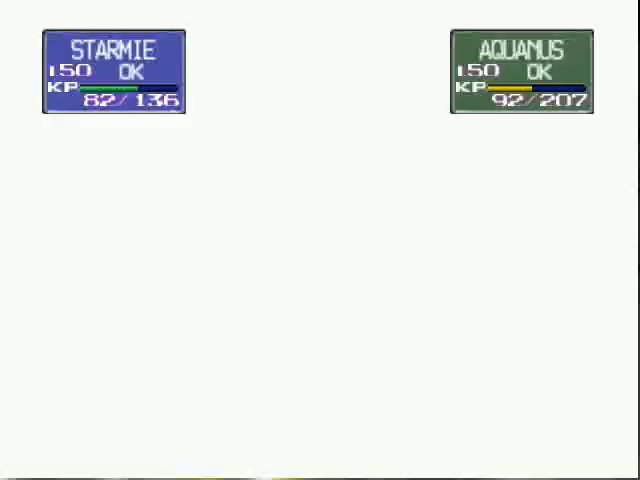 STARMIE
L50 OK
KP
82/136
AQUANUS
L50 OK
KP
92/207